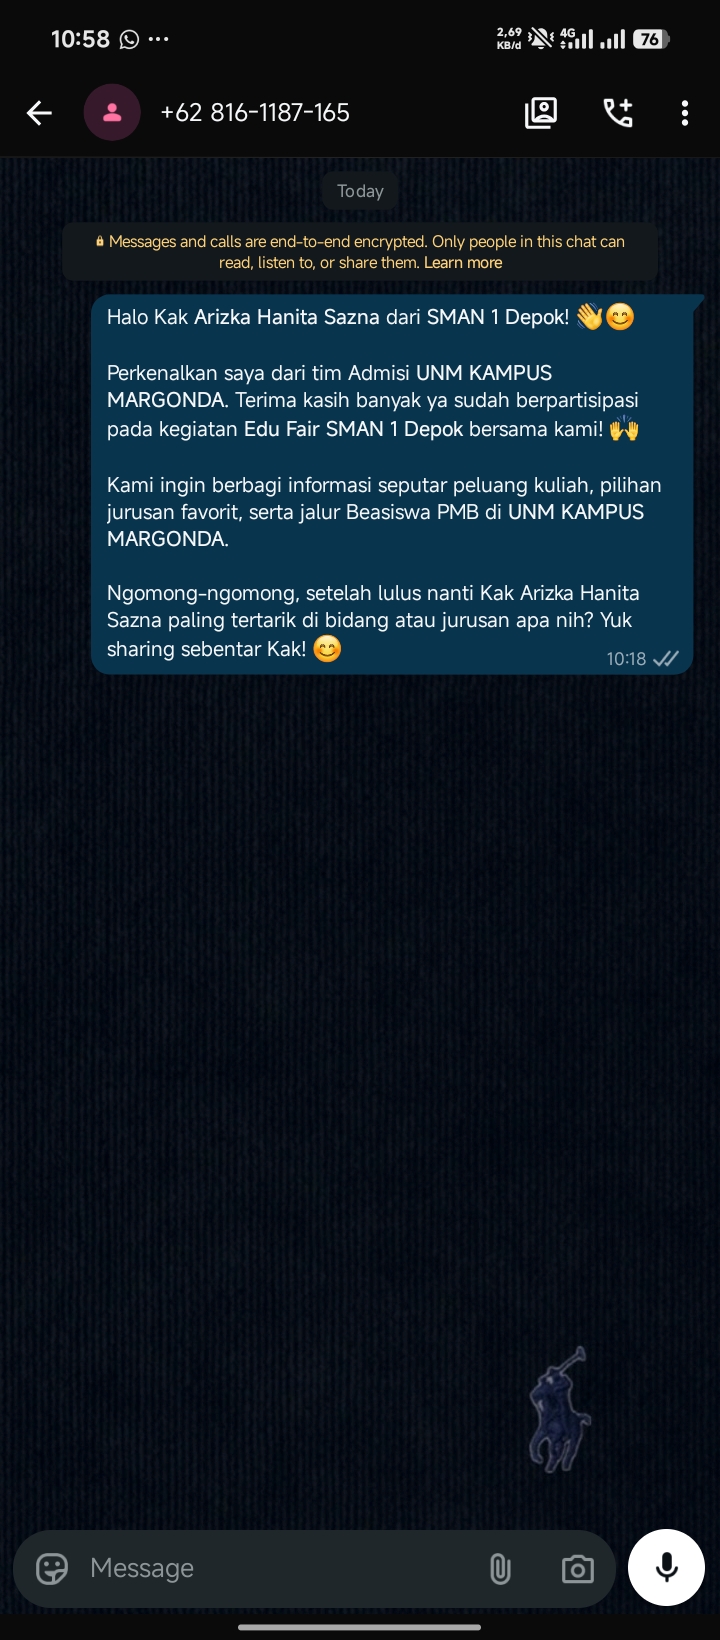 10:58
2,69
KB/d
4G
76
+62 816-1187-165
Today
Messages and calls are end-to-end encrypted. Only people in this chat can
read, listen to, or share them. Learn more
Halo Kak Arizka Hanita Sazna dari SMAN 1 Depok! 👋😊
Perkenalkan saya dari tim Admisi UNM KAMPUS
MARGONDA. Terima kasih banyak ya sudah berpartisipasi
pada kegiatan Edu Fair SMAN 1 Depok bersama kami! 🙌
Kami ingin berbagi informasi seputar peluang kuliah, pilihan
jurusan favorit, serta jalur Beasiswa PMB di UNM KAMPUS
MARGONDA.
Ngomong-ngomong, setelah lulus nanti Kak Arizka Hanita
Sazna paling tertarik di bidang atau jurusan apa nih? Yuk
sharing sebentar Kak! 😊
10:18
Message